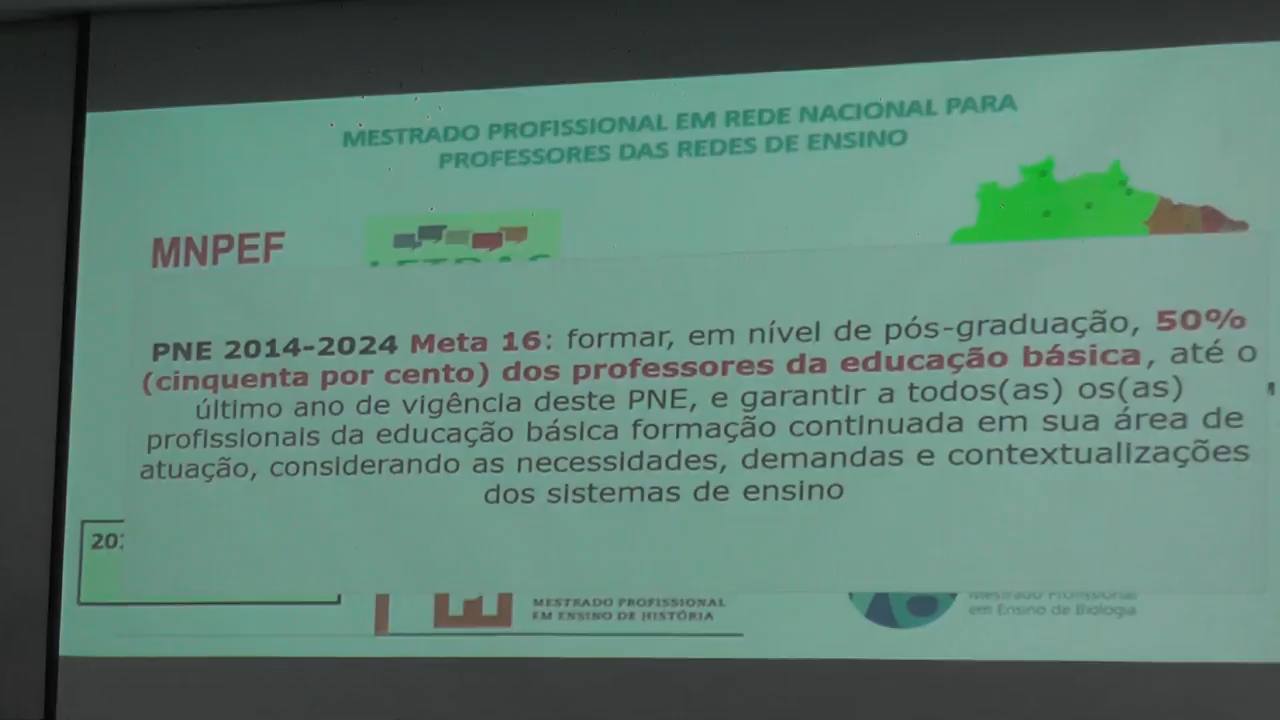 MESTRADO PROFISSIONAL EM REDE NACIONAL PARA
PROFESSORES DAS REDES DE ENSINO
MNPEF
PNE 2014-2024 Meta 16: formar, em nível de pós-graduação, 50%
(cinquenta por cento) dos professores da educação básica, até o
último ano de vigência deste PNE, e garantir a todos(as) os(as)
profissionais da educação básica formação continuada em sua área de
atuação, considerando as necessidades, demandas e contextualizações
dos sistemas de ensino
MESTRADO PROFISSIONAL
EM ENSINO DE HISTÓRIA
Mestrado Profissional
em Ensino de Biologia